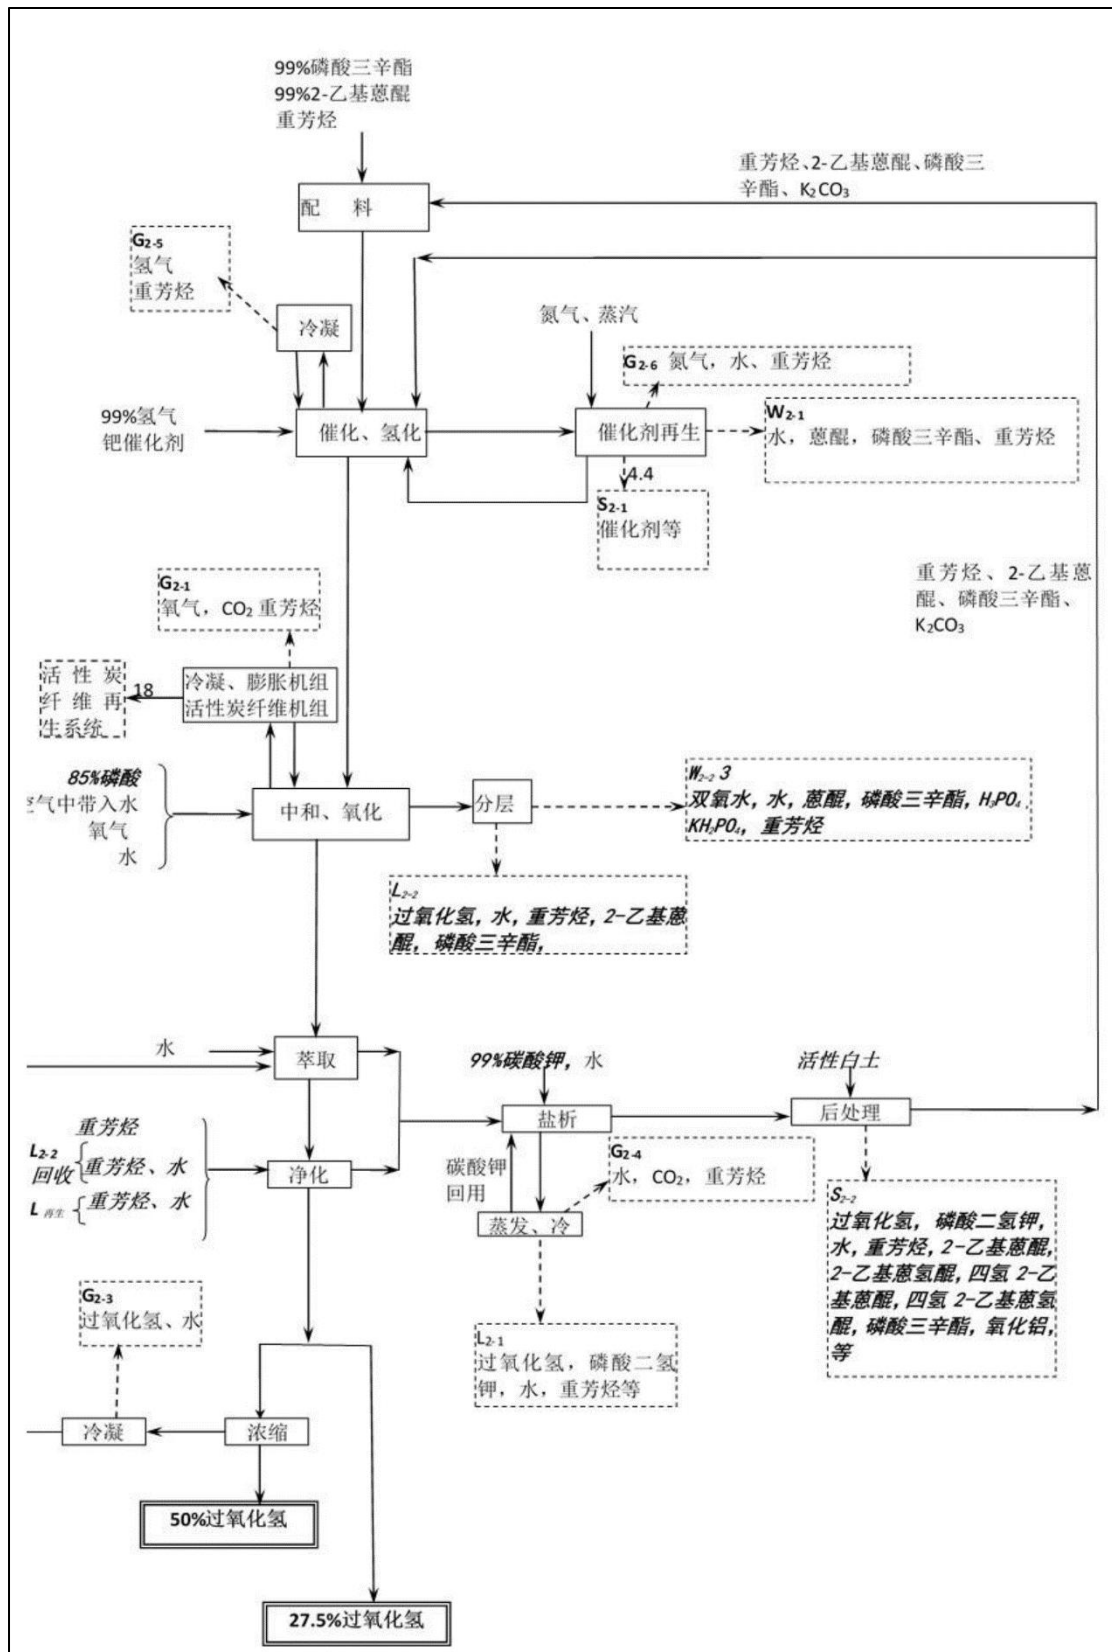 99%磷酸三辛酯
99%2-乙基蒽醌
重芳烃
重芳烃、2-乙基蒽醌、磷酸三
辛酯、K₂CO₃
配 料
G₂₋₅
氢气
重芳烃
冷凝
氮气、蒸汽
G₂₋₆ 氮气，水、重芳烃
99%氢气
钯催化剂
催化、氢化
催化剂再生
W₂₋₁
水，蒽醌，磷酸三辛酯、重芳烃
4.4
S₂₋₁
催化剂等
重芳烃、2-乙基蒽
醌、磷酸三辛酯、
K₂CO₃
G₂₋₁
氧气，CO₂ 重芳烃
活性炭
纤维再
生系统
18
冷凝、膨胀机组
活性炭纤维机组
85%磷酸
空气中带入水
氧气
水
中和、氧化
分层
W₂₋₂ 3
双氧水，水，蒽醌，磷酸三辛酯，H₃PO₄，
KH₂PO₄，重芳烃
L₂₋₂
过氧化氢，水，重芳烃，2-乙基蒽
醌，磷酸三辛酯，
水
萃取
99%碳酸钾，水
活性白土
盐析
后处理
重芳烃
L₂₋₂
回收
重芳烃、水
L 再生
重芳烃、水
净化
碳酸钾
回用
G₂₋₄
水，CO₂，重芳烃
蒸发、冷
S₂₋₂
过氧化氢，磷酸二氢钾，
水，重芳烃，2-乙基蒽醌，
2-乙基蒽氢醌，四氢 2-乙
基蒽醌，四氢 2-乙基蒽氢
醌，磷酸三辛酯，氧化铝，
等
G₂₋₃
过氧化氢、水
L₂₋₁
过氧化氢，磷酸二氢
钾，水，重芳烃等
冷凝
浓缩
50%过氧化氢
27.5%过氧化氢